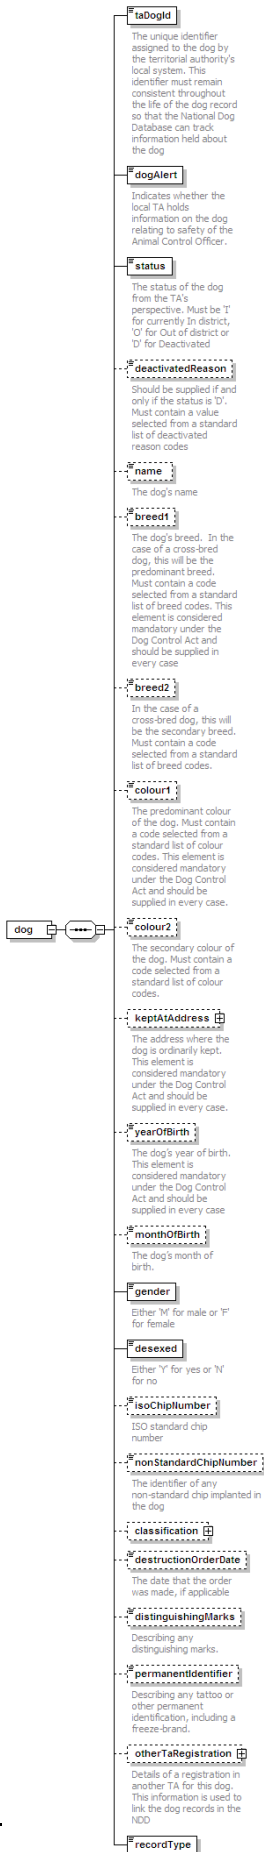 taDogId
The unique identifier
assigned to the dog by
the territorial authority's
local system. This
identifier must remain
consistent throughout
the life of the dog record
so that the National Dog
Database can track
information held about
the dog
dogAlert
Indicates whether the
local TA holds
information on the dog
relating to safety of the
Animal Control Officer.
status
The status of the dog
from the TA's
perspective. Must be 'I'
for currently In district,
'O' for Out of district or
'D' for Deactivated
deactivatedReason
Should be supplied if and
only if the status is 'D'.
Must contain a value
selected from a standard
list of deactivated
reason codes
name
The dog's name
breed1
The dog's breed.  In the
case of a cross-bred
dog, this will be the
predominant breed.
Must contain a code
selected from a standard
list of breed codes. This
element is considered
mandatory under the
Dog Control Act and
should be supplied in
every case
breed2
In the case of a
cross-bred dog, this will
be the secondary breed.
Must contain a code
selected from a standard
list of breed codes.
colour1
The predominant colour
of the dog. Must contain
a code selected from a
standard list of colour
codes. This element is
considered mandatory
under the Dog Control
Act and should be
supplied in every case.
dog
colour2
The secondary colour of
the dog. Must contain a
code selected from a
standard list of colour
codes.
keptAtAddress
The address where the
dog is ordinarily kept.
This element is
considered mandatory
under the Dog Control
Act and should be
supplied in every case.
yearOfBirth
The dog's year of birth.
This element is
considered mandatory
under the Dog Control
Act and should be
supplied in every case
monthOfBirth
The dog's month of
birth.
gender
Either 'M' for male or 'F'
for female
desexed
Either 'Y' for yes or 'N'
for no
isoChipNumber
ISO standard chip
number
nonStandardChipNumber
The identifier of any
non-standard chip implanted in
the dog
classification
destructionOrderDate
The date that the order
was made, if applicable
distinguishingMarks
Describing any
distinguishing marks.
permanentIdentifier
Describing any tattoo or
other permanent
identification, including a
freeze-brand.
otherTaRegistration
Details of a registration in
another TA for this dog.
This information is used to
link the dog records in the
NDD
recordType